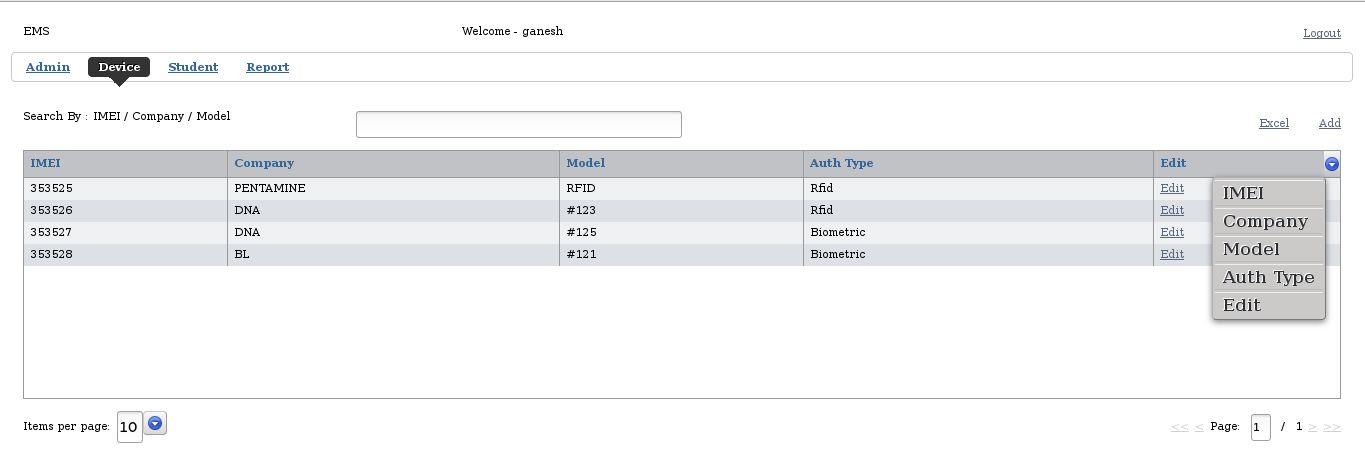 EMS Welcome - ganesh Logout
Admin Device Student Report
Search By : IMEI / Company / Model
Excel Add
IMEI Company Model Auth Type Edit
353525 PENTAMINE RFID Rfid Edit
353526 DNA #123 Rfid Edit
353527 DNA #125 Biometric Edit
353528 BL #121 Biometric Edit
IMEI
Company
Model
Auth Type
Edit
Items per page: 10 << < Page: 1 / 1 > >>